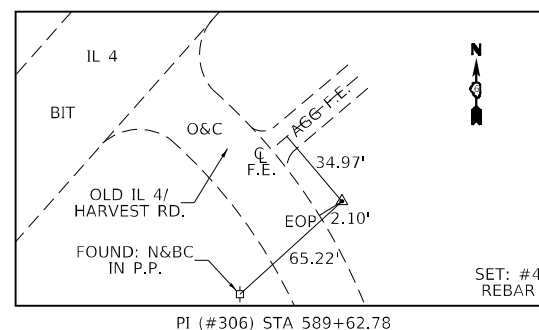 IL 4
BIT
O&C
AGG F.E.
N
CL
F.E.
34.97'
OLD IL 4/
HARVEST RD.
EOP
2.10'
65.22'
FOUND: N&BC
IN P.P.
SET: #4
REBAR
PI (#306) STA 589+62.78